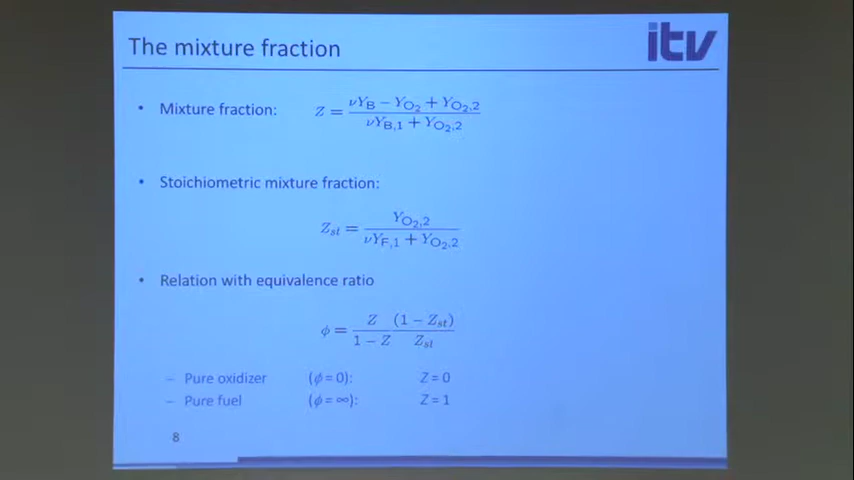 The mixture fraction
itv
• Mixture fraction: Z = (νY_B − Y_O₂ + Y_O₂,2) / (νY_B,1 + Y_O₂,2)
• Stoichiometric mixture fraction:
Z_st = Y_O₂,2 / (νY_F,1 + Y_O₂,2)
• Relation with equivalence ratio
ϕ = Z / (1 − Z) (1 − Z_st) / Z_st
– Pure oxidizer (ϕ = 0): Z = 0
– Pure fuel (ϕ = ∞): Z = 1
8